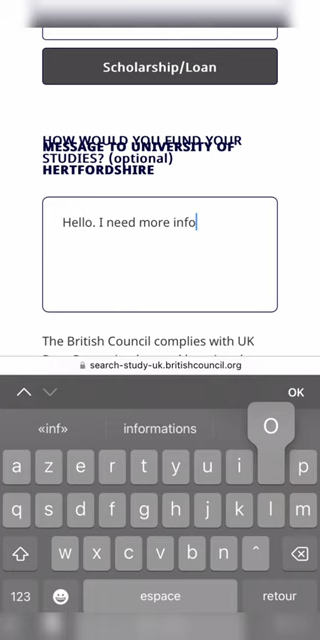 Scholarship/Loan
HOW WOULD YOU FUND YOUR
STUDIES? (optional)
MESSAGE TO UNIVERSITY OF
HERTFORDSHIRE
Hello. I need more info
The British Council complies with UK
search-study-uk.britishcouncil.org
OK
«inf» informations
O
a z e r t y u i p
q s d f g h j k l m
w x c v b n ^
123 espace retour